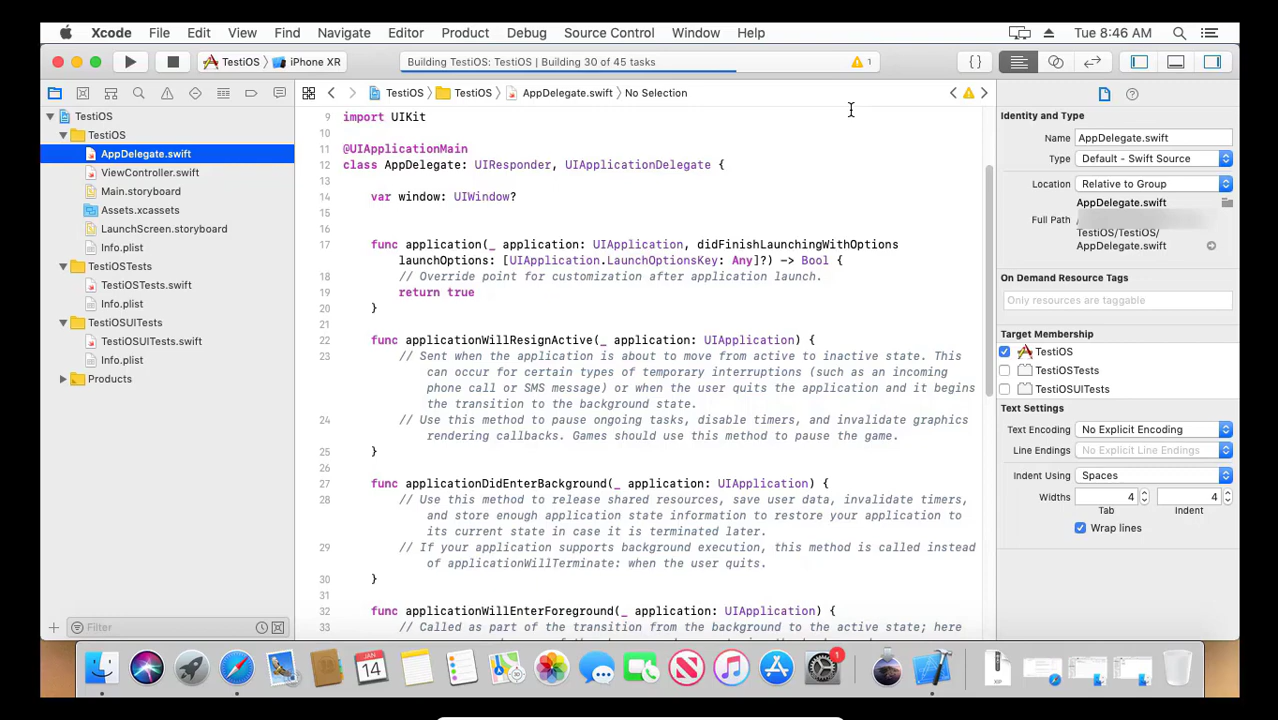 Xcode File Edit View Find Navigate Editor Product Debug Source Control Window Help Tue 8:46 AM
TestiOS iPhone XR Building TestiOS: TestiOS | Building 30 of 45 tasks 1 {}
TestiOS TestiOS AppDelegate.swift No Selection
TestiOS
TestiOS
AppDelegate.swift
ViewController.swift
Main.storyboard
Assets.xcassets
LaunchScreen.storyboard
Info.plist
TestiOSTests
TestiOSTests.swift
Info.plist
TestiOSUITests
TestiOSUITests.swift
Info.plist
Products
Filter
9 import UIKit
10
11 @UIApplicationMain
12 class AppDelegate: UIResponder, UIApplicationDelegate {
13
14 var window: UIWindow?
15
16
17 func application(_ application: UIApplication, didFinishLaunchingWithOptions
launchOptions: [UIApplication.LaunchOptionsKey: Any]?) -> Bool {
18 // Override point for customization after application launch.
19 return true
20 }
21
22 func applicationWillResignActive(_ application: UIApplication) {
23 // Sent when the application is about to move from active to inactive state. This
can occur for certain types of temporary interruptions (such as an incoming
phone call or SMS message) or when the user quits the application and it begins
the transition to the background state.
24 // Use this method to pause ongoing tasks, disable timers, and invalidate graphics
rendering callbacks. Games should use this method to pause the game.
25 }
26
27 func applicationDidEnterBackground(_ application: UIApplication) {
28 // Use this method to release shared resources, save user data, invalidate timers,
and store enough application state information to restore your application to
its current state in case it is terminated later.
29 // If your application supports background execution, this method is called instead
of applicationWillTerminate: when the user quits.
30 }
31
32 func applicationWillEnterForeground(_ application: UIApplication) {
33 // Called as part of the transition from the background to the active state; here
Identity and Type
Name AppDelegate.swift
Type Default - Swift Source
Location Relative to Group
AppDelegate.swift
Full Path /
TestiOS/TestiOS/
AppDelegate.swift
On Demand Resource Tags
Only resources are taggable
Target Membership
TestiOS
TestiOSTests
TestiOSUITests
Text Settings
Text Encoding No Explicit Encoding
Line Endings No Explicit Line Endings
Indent Using Spaces
Widths 4 4
Tab Indent
Wrap lines
JAN
14
1